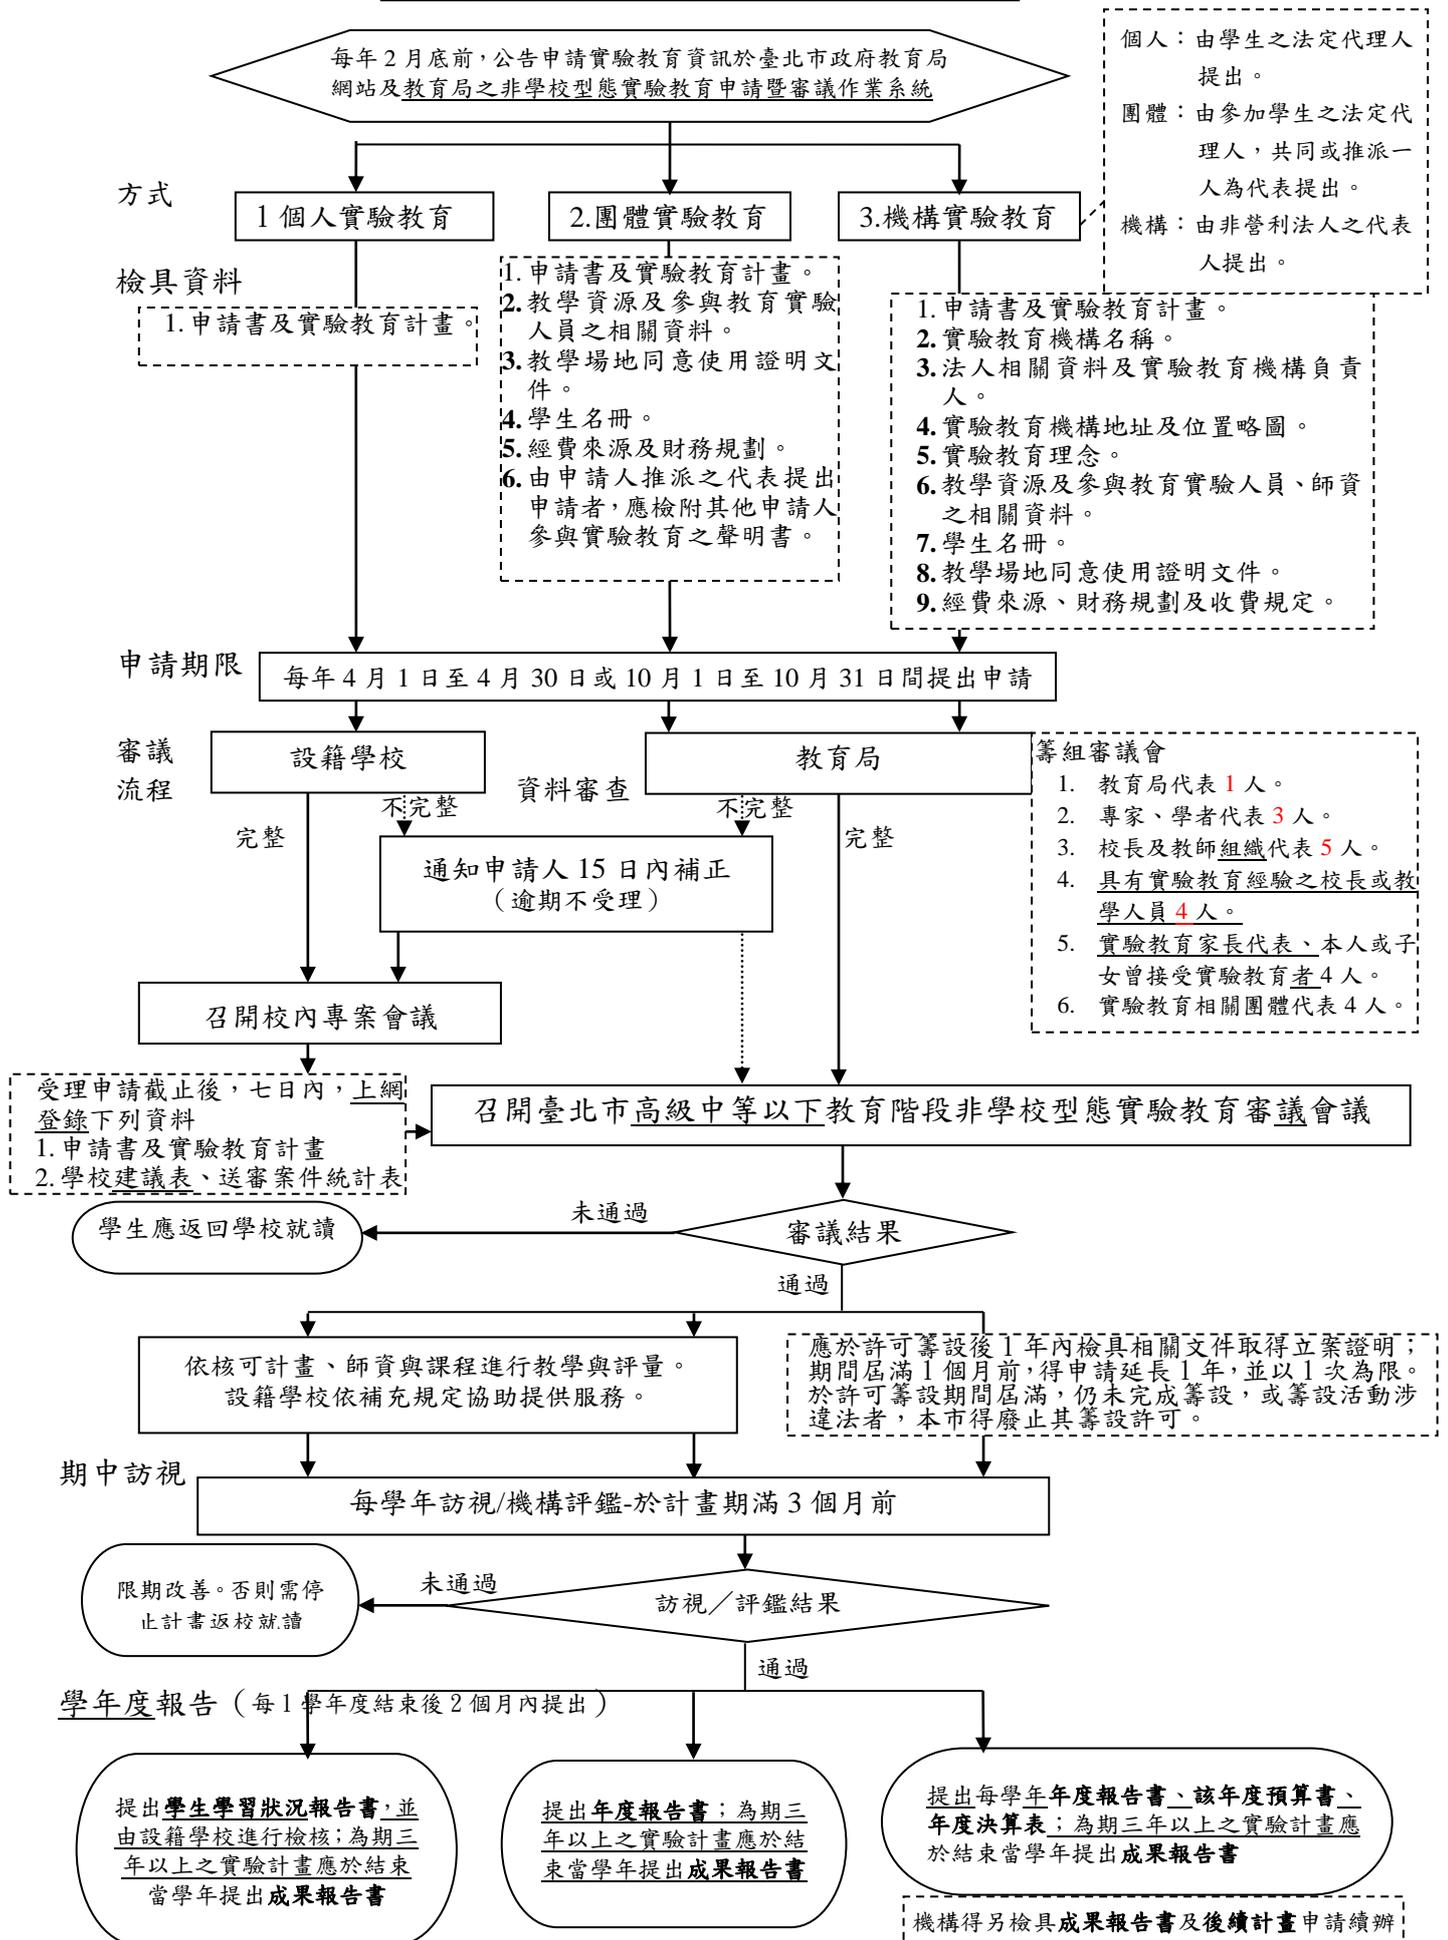 每年 2 月底前，公告申請實驗教育資訊於臺北市政府教育局
網站及教育局之非學校型態實驗教育申請暨審議作業系統
個人：由學生之法定代理人
提出。
團體：由參加學生之法定代
理人，共同或推派一
人為代表提出。
機構：由非營利法人之代表
人提出。
方式
1 個人實驗教育
2.團體實驗教育
3.機構實驗教育
檢具資料
1.申請書及實驗教育計畫。
1.申請書及實驗教育計畫。
2.教學資源及參與教育實驗
人員之相關資料。
3.教學場地同意使用證明文
件。
4.學生名冊。
5.經費來源及財務規劃。
6.由申請人推派之代表提出
申請者，應檢附其他申請人
參與實驗教育之聲明書。
1.申請書及實驗教育計畫。
2.實驗教育機構名稱。
3.法人相關資料及實驗教育機構負責
人。
4.實驗教育機構地址及位置略圖。
5.實驗教育理念。
6.教學資源及參與教育實驗人員、師資
之相關資料。
7.學生名冊。
8.教學場地同意使用證明文件。
9.經費來源、財務規劃及收費規定。
申請期限
每年 4 月 1 日至 4 月 30 日或 10 月 1 日至 10 月 31 日間提出申請
審議
流程
設籍學校
資料審查
教育局
不完整
不完整
完整
完整
通知申請人 15 日內補正
（逾期不受理）
籌組審議會
1. 教育局代表 1 人。
2. 專家、學者代表 3 人。
3. 校長及教師組織代表 5 人。
4. 具有實驗教育經驗之校長或教
學人員 4 人。
5. 實驗教育家長代表、本人或子
女曾接受實驗教育者 4 人。
6. 實驗教育相關團體代表 4 人。
召開校內專案會議
受理申請截止後，七日內，上網
登錄下列資料
1.申請書及實驗教育計畫
2.學校建議表、送審案件統計表
召開臺北市高級中等以下教育階段非學校型態實驗教育審議會議
學生應返回學校就讀
未通過
審議結果
通過
依核可計畫、師資與課程進行教學與評量。
設籍學校依補充規定協助提供服務。
應於許可籌設後 1 年內檢具相關文件取得立案證明；
期間屆滿 1 個月前，得申請延長 1 年，並以 1 次為限。
於許可籌設期間屆滿，仍未完成籌設，或籌設活動涉
違法者，本市得廢止其籌設許可。
期中訪視
每學年訪視/機構評鑑-於計畫期滿 3 個月前
限期改善。否則需停
止計畫返校就讀
未通過
訪視／評鑑結果
通過
學年度報告（每 1 學年度結束後 2 個月內提出）
提出學生學習狀況報告書，並
由設籍學校進行檢核；為期三
年以上之實驗計畫應於結束
當學年提出成果報告書
提出年度報告書；為期三
年以上之實驗計畫應於結
束當學年提出成果報告書
提出每學年年度報告書、該年度預算書、
年度決算表；為期三年以上之實驗計畫應
於結束當學年提出成果報告書
機構得另檢具成果報告書及後續計畫申請續辦